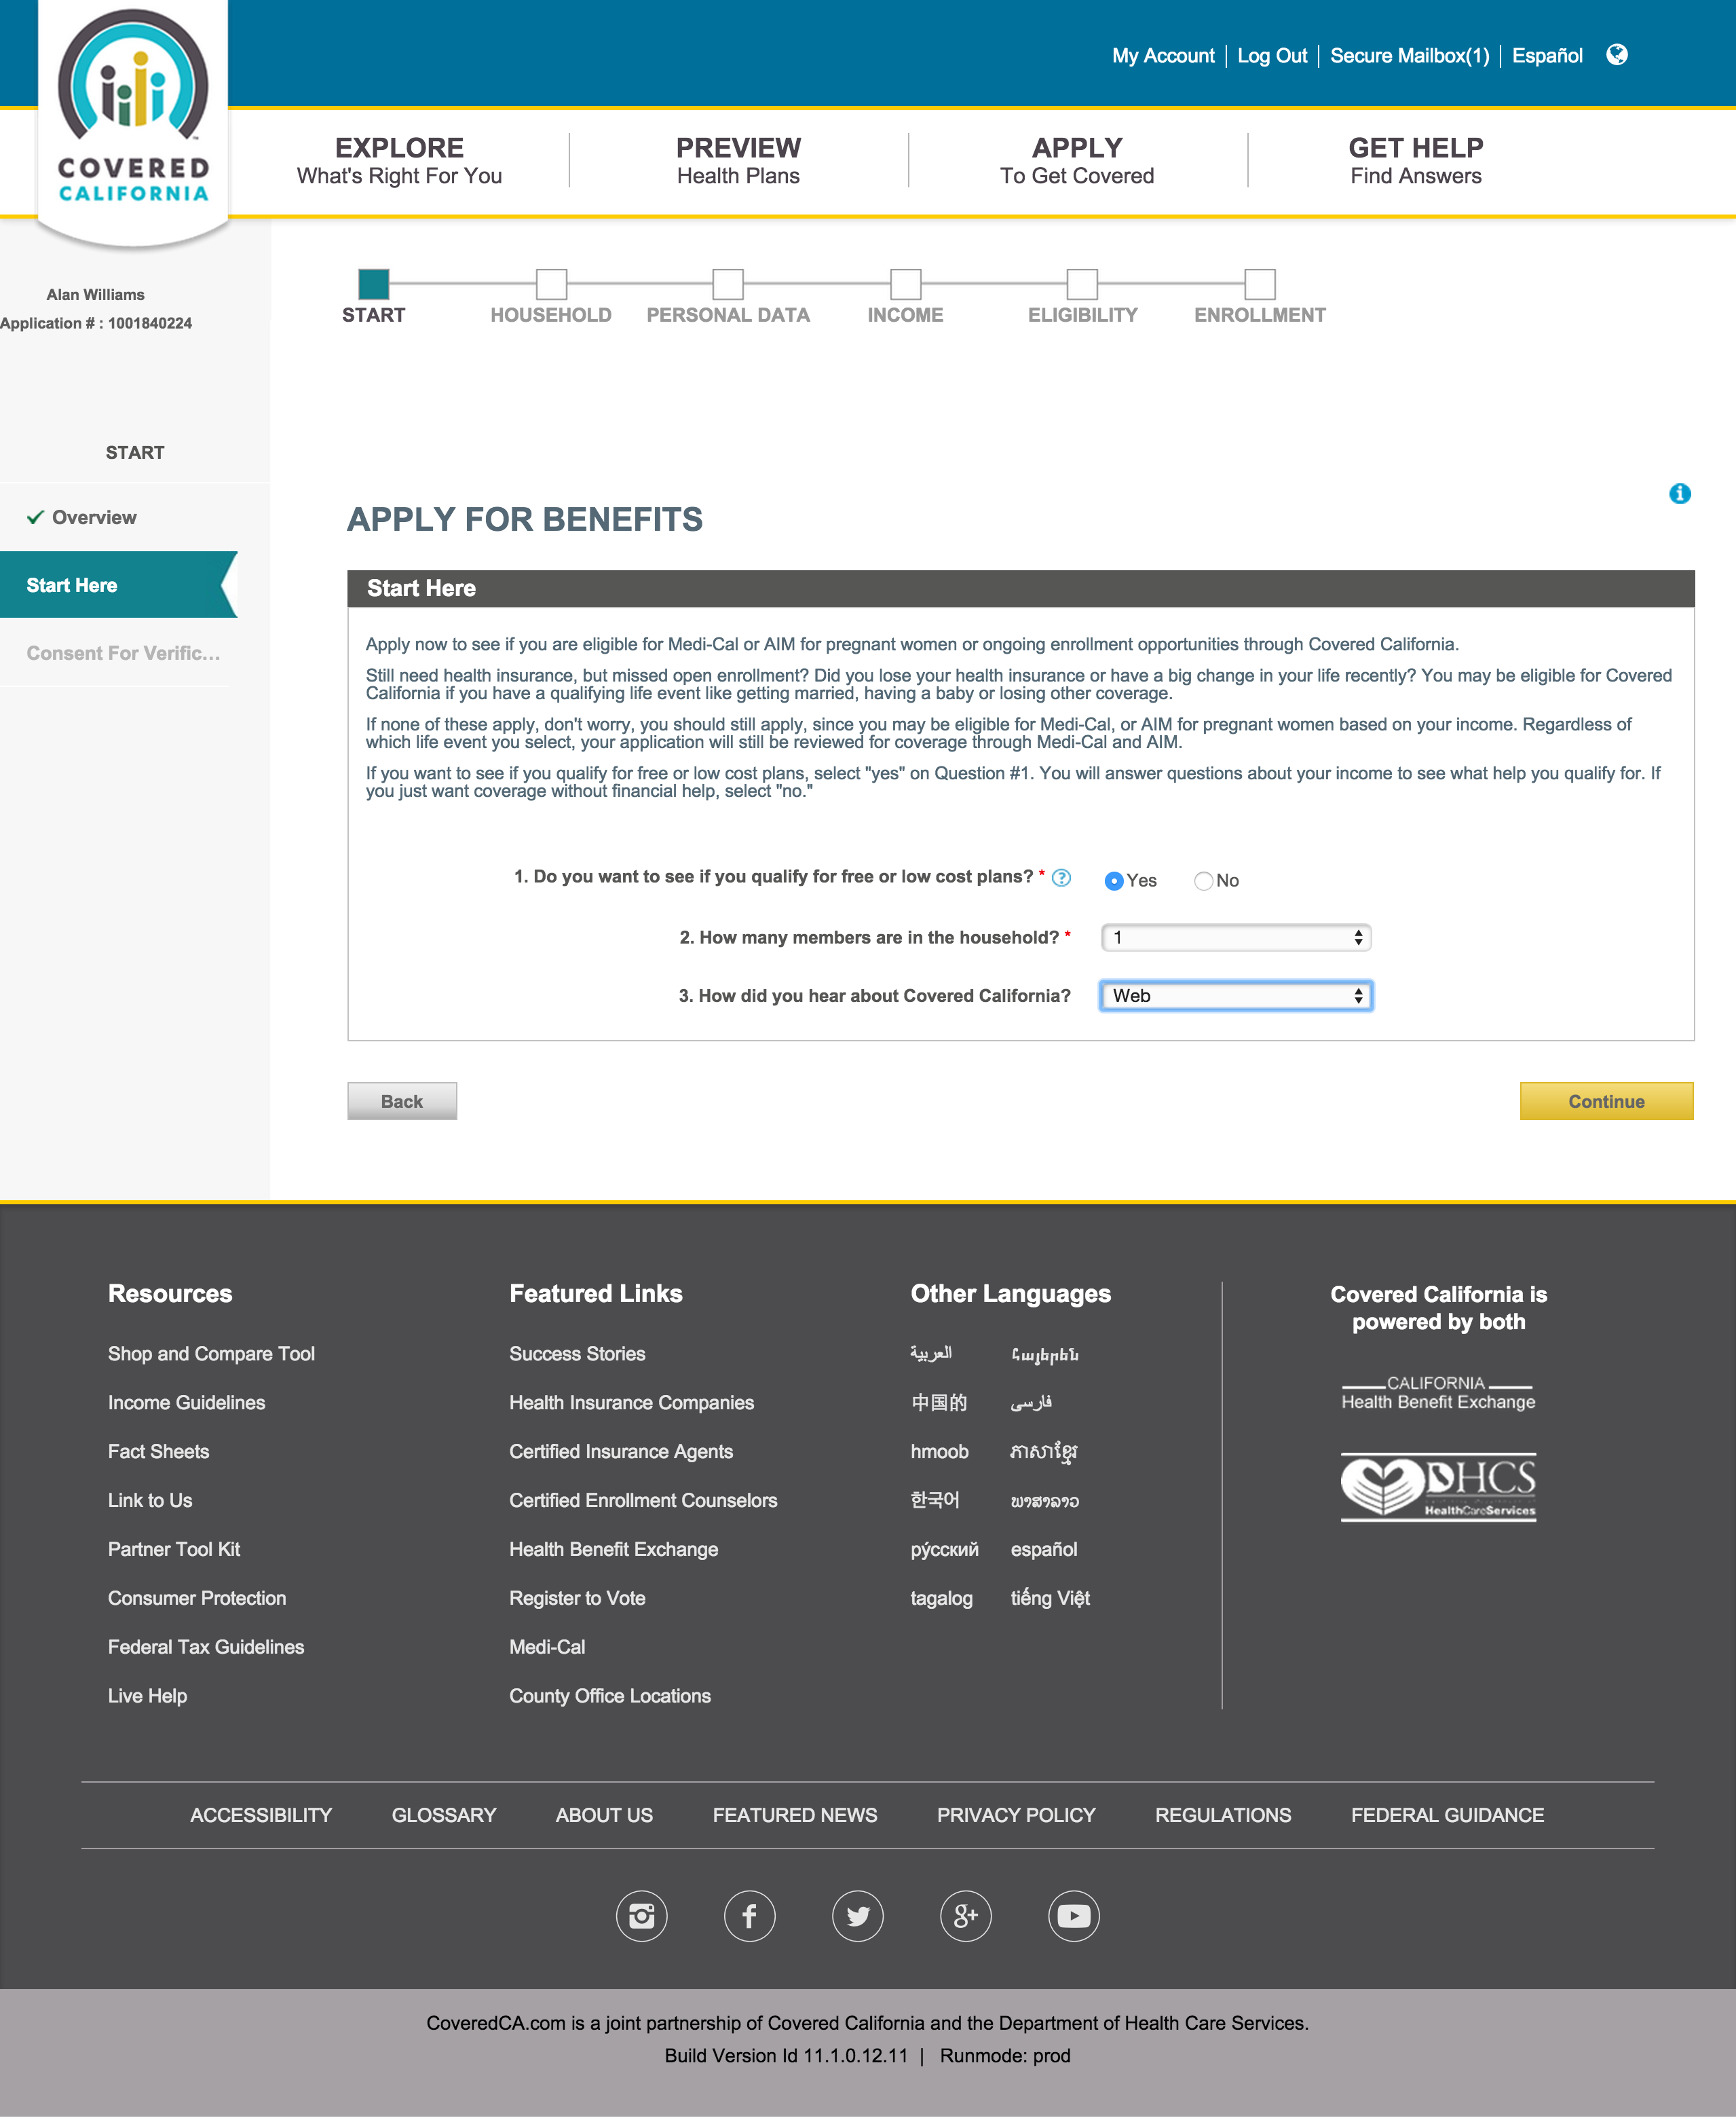 My Account | Log Out | Secure Mailbox(1) | Español
COVERED
CALIFORNIA
EXPLORE
What's Right For You
PREVIEW
Health Plans
APPLY
To Get Covered
GET HELP
Find Answers
Alan Williams
Application # : 1001840224
START
HOUSEHOLD
PERSONAL DATA
INCOME
ELIGIBILITY
ENROLLMENT
START
Overview
Start Here
Consent For Verific...
APPLY FOR BENEFITS
Start Here
Apply now to see if you are eligible for Medi-Cal or AIM for pregnant women or ongoing enrollment opportunities through Covered California.
Still need health insurance, but missed open enrollment? Did you lose your health insurance or have a big change in your life recently? You may be eligible for Covered
California if you have a qualifying life event like getting married, having a baby or losing other coverage.
If none of these apply, don't worry, you should still apply, since you may be eligible for Medi-Cal, or AIM for pregnant women based on your income. Regardless of
which life event you select, your application will still be reviewed for coverage through Medi-Cal and AIM.
If you want to see if you qualify for free or low cost plans, select "yes" on Question #1. You will answer questions about your income to see what help you qualify for. If
you just want coverage without financial help, select "no."
1. Do you want to see if you qualify for free or low cost plans? * ? Yes No
2. How many members are in the household? * 1
3. How did you hear about Covered California? Web
Back
Continue
Resources
Shop and Compare Tool
Income Guidelines
Fact Sheets
Link to Us
Partner Tool Kit
Consumer Protection
Federal Tax Guidelines
Live Help
Featured Links
Success Stories
Health Insurance Companies
Certified Insurance Agents
Certified Enrollment Counselors
Health Benefit Exchange
Register to Vote
Medi-Cal
County Office Locations
Other Languages
العربية Հայերեն
中国的 فارسی
hmoob ភាសាខ្មែរ
한국어 ພາສາລາວ
ру́сский español
tagalog tiếng Việt
Covered California is
powered by both
CALIFORNIA
Health Benefit Exchange
DHCS
HealthCareServices
ACCESSIBILITY GLOSSARY ABOUT US FEATURED NEWS PRIVACY POLICY REGULATIONS FEDERAL GUIDANCE
CoveredCA.com is a joint partnership of Covered California and the Department of Health Care Services.
Build Version Id 11.1.0.12.11 | Runmode: prod